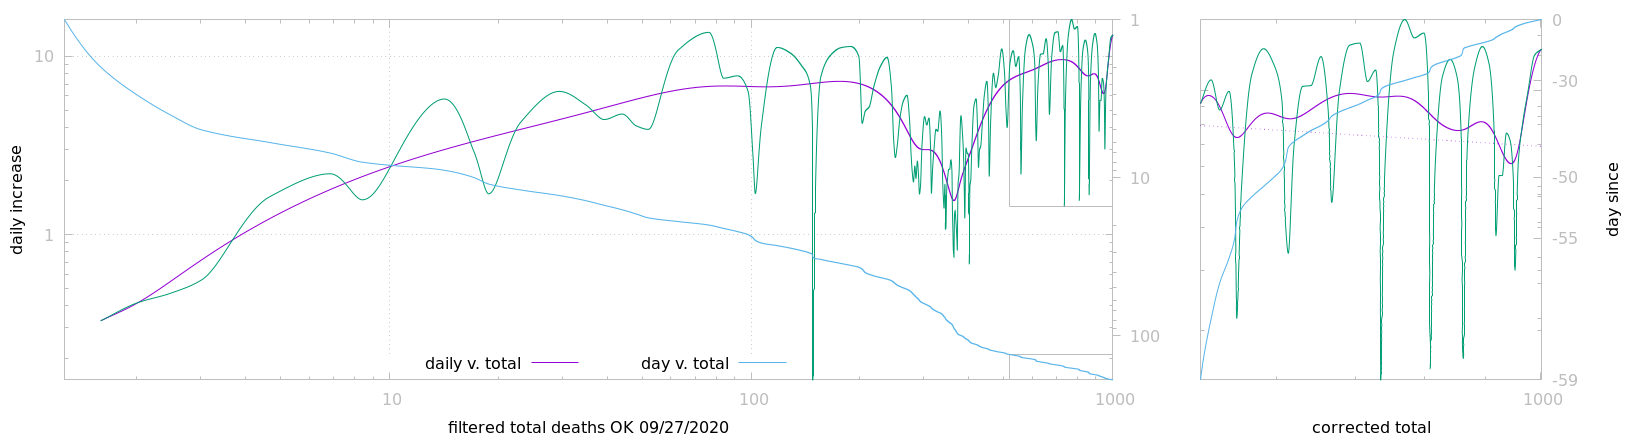 1
0
10
-30
10
-50
1
-55
daily increase
day since
100
daily v. total
day v. total
-59
10
100
1000
1000
filtered total deaths OK 09/27/2020
corrected total